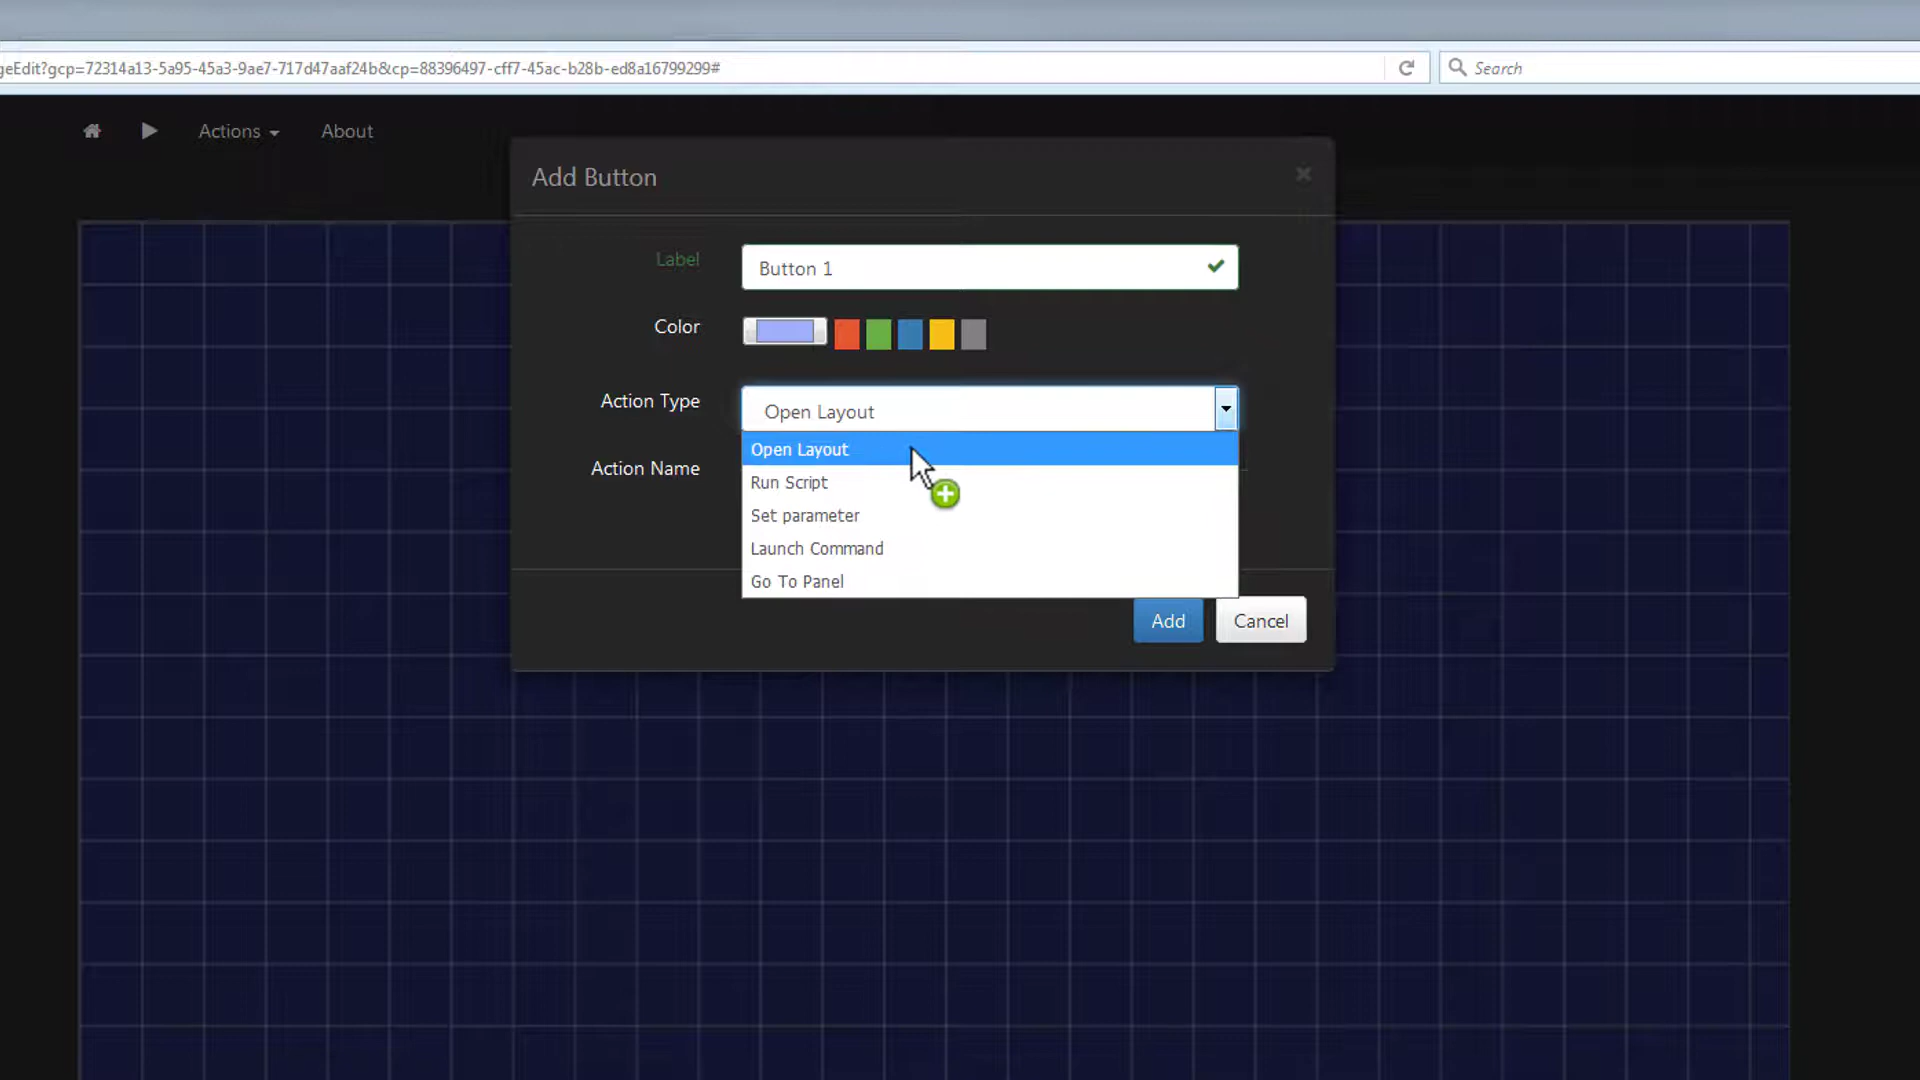 geEdit?gcp=72314a13-5a95-45a3-9ae7-717d47aaf24b&cp=88396497-cff7-45ac-b28b-ed8a16799299#
Search
Actions
About
Add Button
Label
Button 1
Color
Action Type
Open Layout
Open Layout
Action Name
Run Script
Set parameter
Launch Command
Go To Panel
Add
Cancel